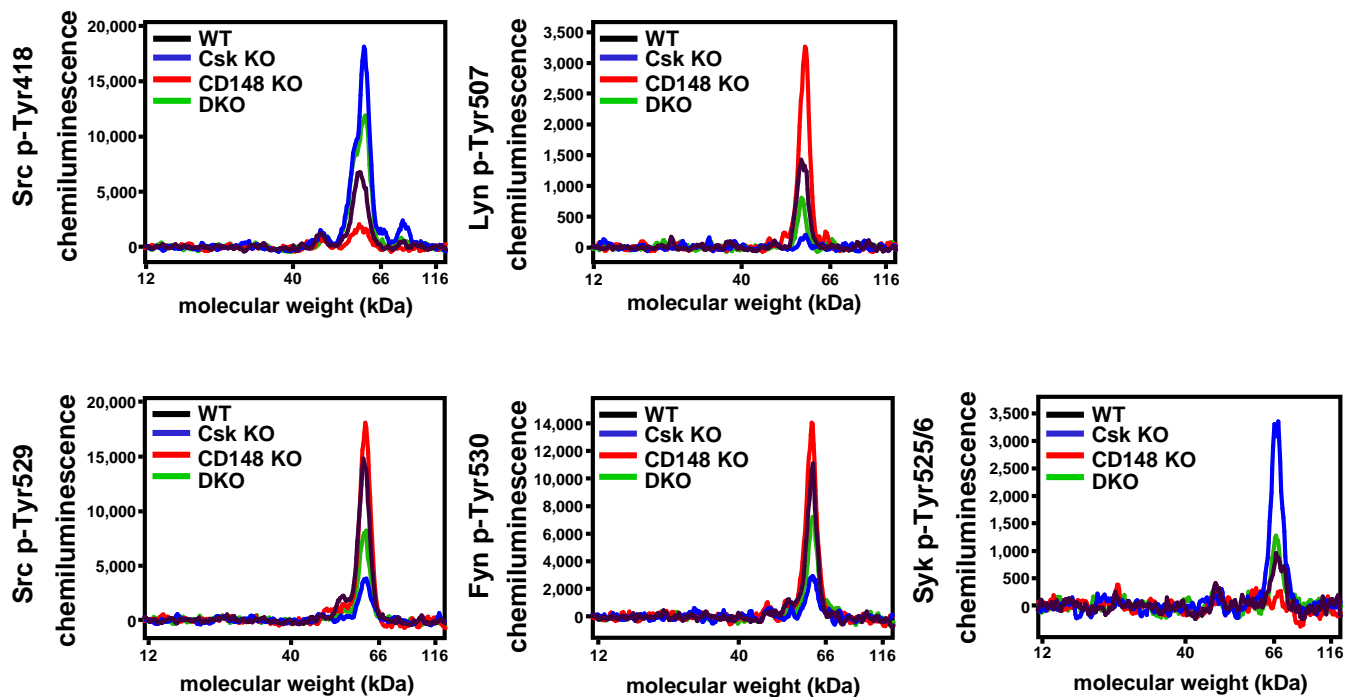 Src p-Tyr418
chemiluminescence
20,000
15,000
10,000
5,000
0
WT
Csk KO
CD148 KO
DKO
12
40
66
116
molecular weight (kDa)
Lyn p-Tyr507
chemiluminescence
3,500
3,000
2,500
2,000
1,500
1,000
500
0
WT
Csk KO
CD148 KO
DKO
12
40
66
116
molecular weight (kDa)
Src p-Tyr529
chemiluminescence
20,000
15,000
10,000
5,000
0
WT
Csk KO
CD148 KO
DKO
12
40
66
116
molecular weight (kDa)
Fyn p-Tyr530
chemiluminescence
14,000
12,000
10,000
8,000
6,000
4,000
2,000
0
WT
Csk KO
CD148 KO
DKO
12
40
66
116
molecular weight (kDa)
Syk p-Tyr525/6
chemiluminescence
3,500
3,000
2,500
2,000
1,500
1,000
500
0
WT
Csk KO
CD148 KO
DKO
12
40
66
116
molecular weight (kDa)